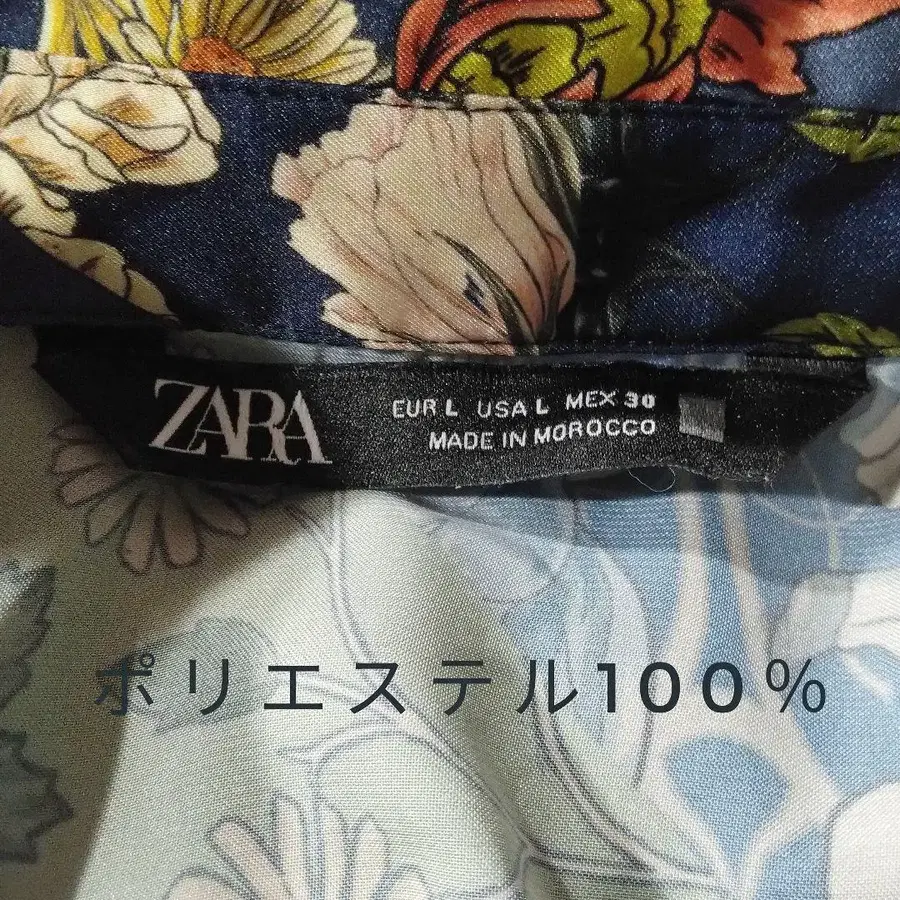 ZARA
EUR L USA L MEX 30
MADE IN MOROCCO
ポリエステル100%